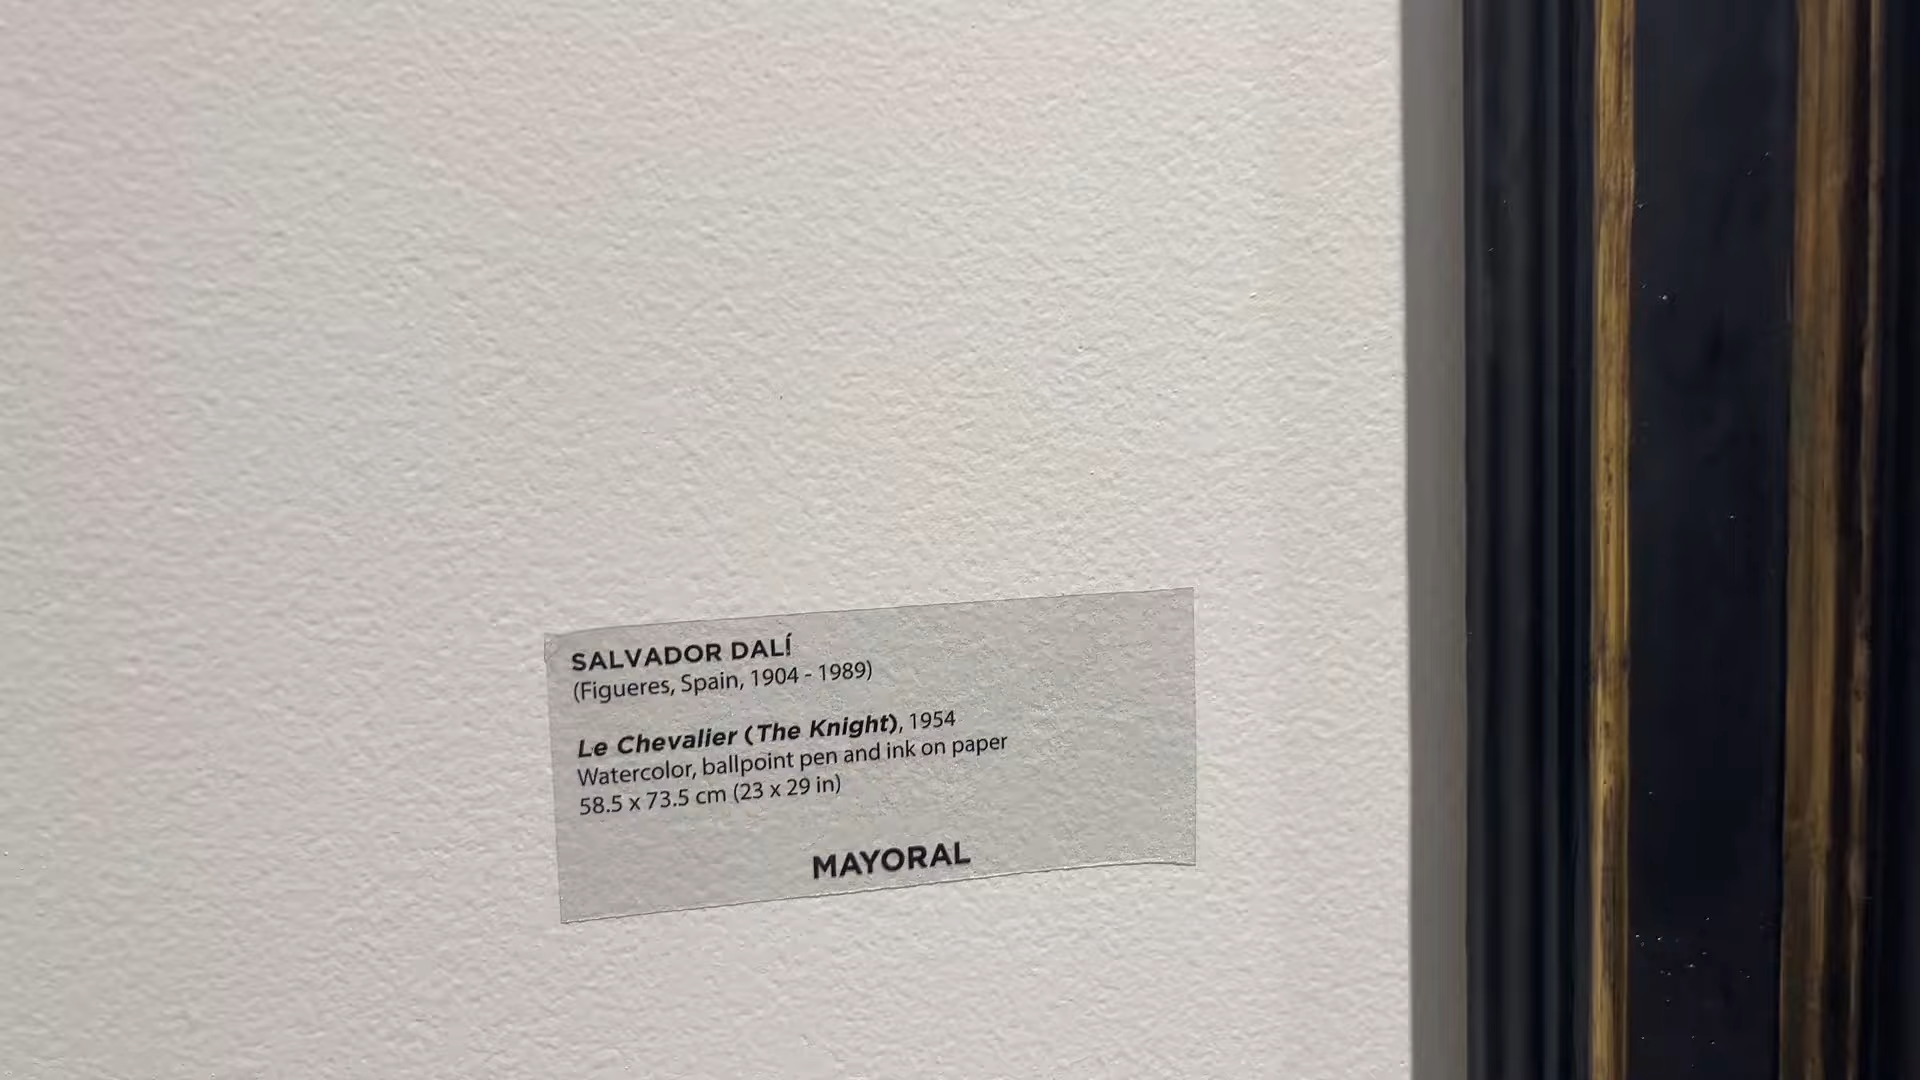 SALVADOR DALÍ
(Figueres, Spain, 1904 - 1989)
Le Chevalier (The Knight), 1954
Watercolor, ballpoint pen and ink on paper
58.5 x 73.5 cm (23 x 29 in)
MAYORAL